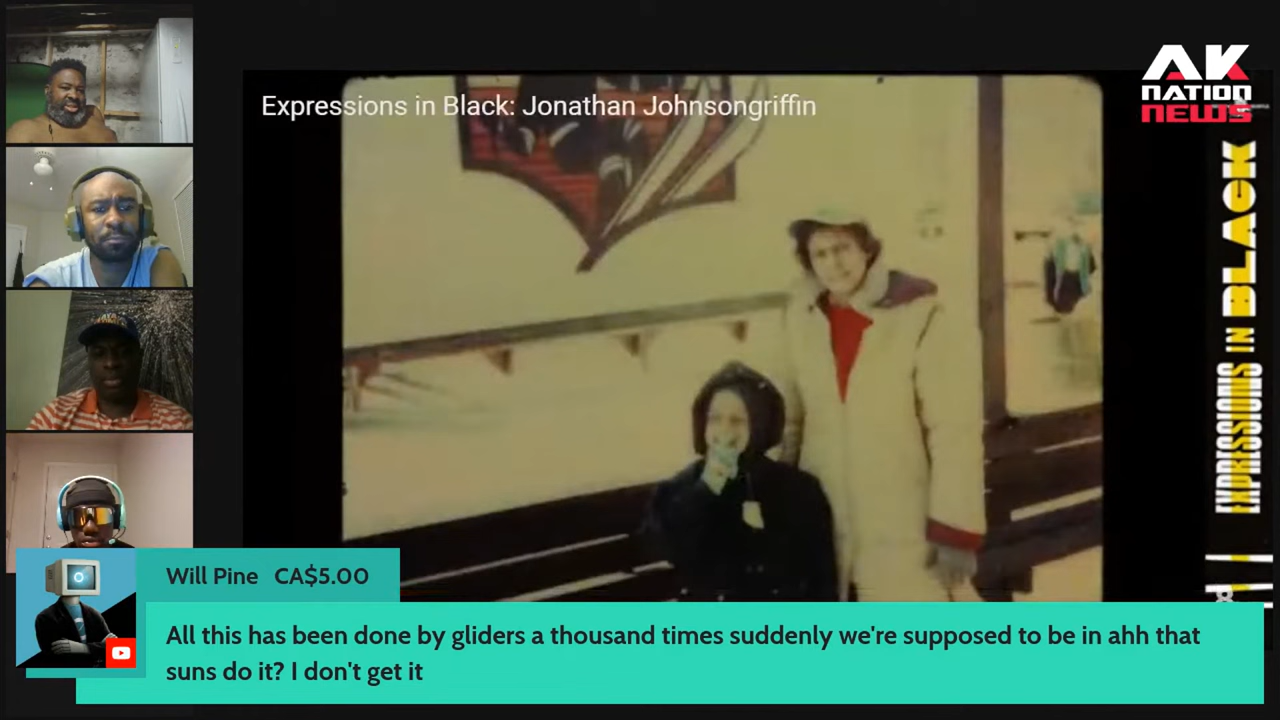 Expressions in Black: Jonathan Johnsongriffin
AK
NATION
NEWS
EXPRESSIONS IN BLACK
Will Pine CA$5.00
All this has been done by gliders a thousand times suddenly we're supposed to be in ahh that
suns do it? I don't get it